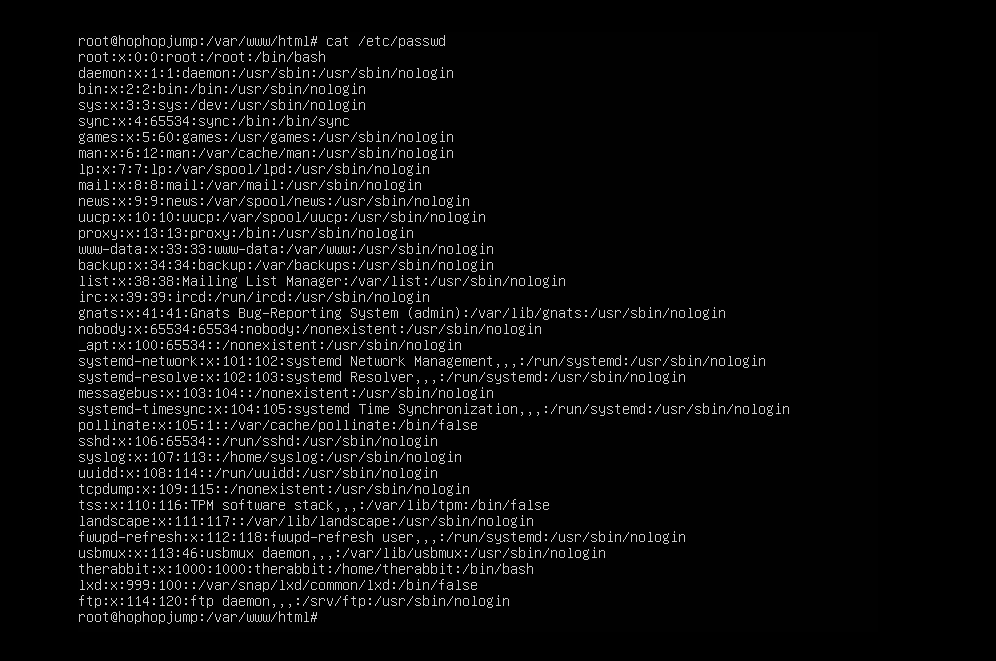 root@hophopjump:/var/www/html# cat /etc/passwd
root:x:0:0:root:/root:/bin/bash
daemon:x:1:1:daemon:/usr/sbin:/usr/sbin/nologin
bin:x:2:2:bin:/bin:/usr/sbin/nologin
sys:x:3:3:sys:/dev:/usr/sbin/nologin
sync:x:4:65534:sync:/bin:/bin/sync
games:x:5:60:games:/usr/games:/usr/sbin/nologin
man:x:6:12:man:/var/cache/man:/usr/sbin/nologin
lp:x:7:7:lp:/var/spool/lpd:/usr/sbin/nologin
mail:x:8:8:mail:/var/mail:/usr/sbin/nologin
news:x:9:9:news:/var/spool/news:/usr/sbin/nologin
uucp:x:10:10:uucp:/var/spool/uucp:/usr/sbin/nologin
proxy:x:13:13:proxy:/bin:/usr/sbin/nologin
www-data:x:33:33:www-data:/var/www:/usr/sbin/nologin
backup:x:34:34:backup:/var/backups:/usr/sbin/nologin
list:x:38:38:Mailing List Manager:/var/list:/usr/sbin/nologin
irc:x:39:39:ircd:/run/ircd:/usr/sbin/nologin
gnats:x:41:41:Gnats Bug-Reporting System (admin):/var/lib/gnats:/usr/sbin/nologin
nobody:x:65534:65534:nobody:/nonexistent:/usr/sbin/nologin
_apt:x:100:65534::/nonexistent:/usr/sbin/nologin
systemd-network:x:101:102:systemd Network Management,,,:/run/systemd:/usr/sbin/nologin
systemd-resolve:x:102:103:systemd Resolver,,,:/run/systemd:/usr/sbin/nologin
messagebus:x:103:104::/nonexistent:/usr/sbin/nologin
systemd-timesync:x:104:105:systemd Time Synchronization,,,:/run/systemd:/usr/sbin/nologin
pollinate:x:105:1::/var/cache/pollinate:/bin/false
sshd:x:106:65534::/run/sshd:/usr/sbin/nologin
syslog:x:107:113::/home/syslog:/usr/sbin/nologin
uuidd:x:108:114::/run/uuidd:/usr/sbin/nologin
tcpdump:x:109:115::/nonexistent:/usr/sbin/nologin
tss:x:110:116:TPM software stack,,,:/var/lib/tpm:/bin/false
landscape:x:111:117::/var/lib/landscape:/usr/sbin/nologin
fwupd-refresh:x:112:118:fwupd-refresh user,,,:/run/systemd:/usr/sbin/nologin
usbmux:x:113:46:usbmux daemon,,,:/var/lib/usbmux:/usr/sbin/nologin
therabbit:x:1000:1000:therabbit:/home/therabbit:/bin/bash
lxd:x:999:100::/var/snap/lxd/common/lxd:/bin/false
ftp:x:114:120:ftp daemon,,,:/srv/ftp:/usr/sbin/nologin
root@hophopjump:/var/www/html#